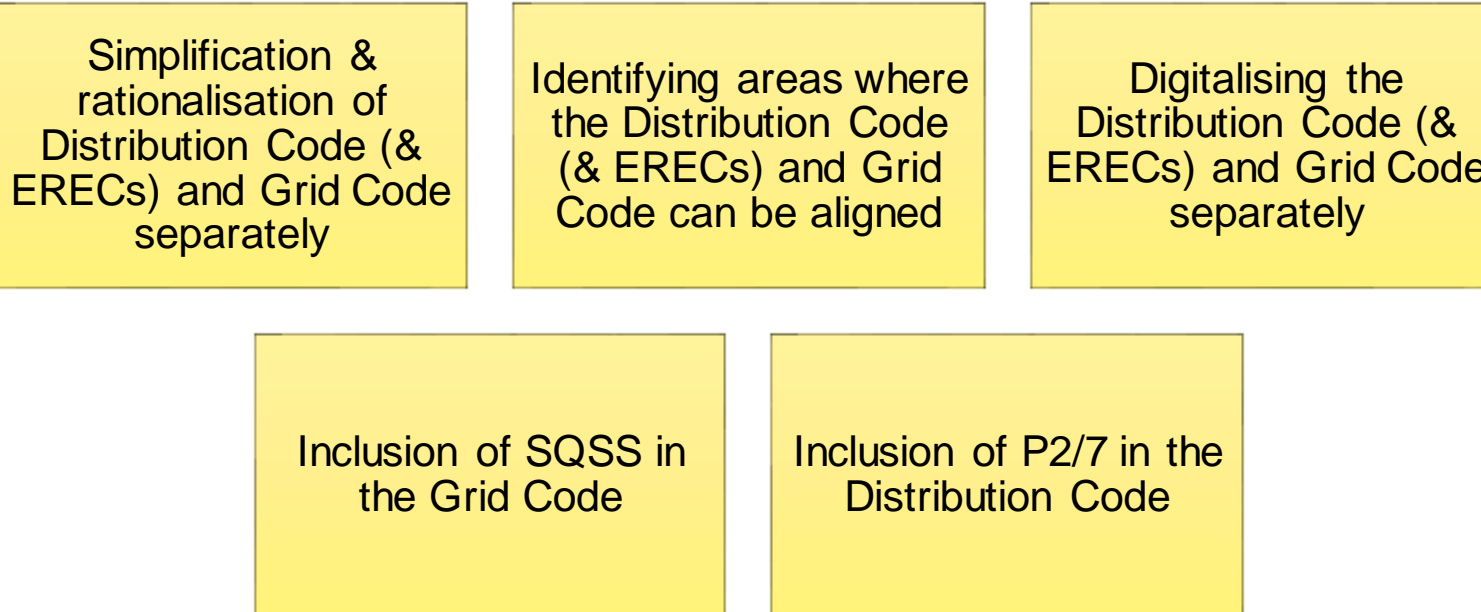 Simplification &
rationalisation of
Distribution Code (&
ERECs) and Grid Code
separately
Identifying areas where
the Distribution Code
(& ERECs) and Grid
Code can be aligned
Digitalising the
Distribution Code (&
ERECs) and Grid Code
separately
Inclusion of SQSS in
the Grid Code
Inclusion of P2/7 in the
Distribution Code